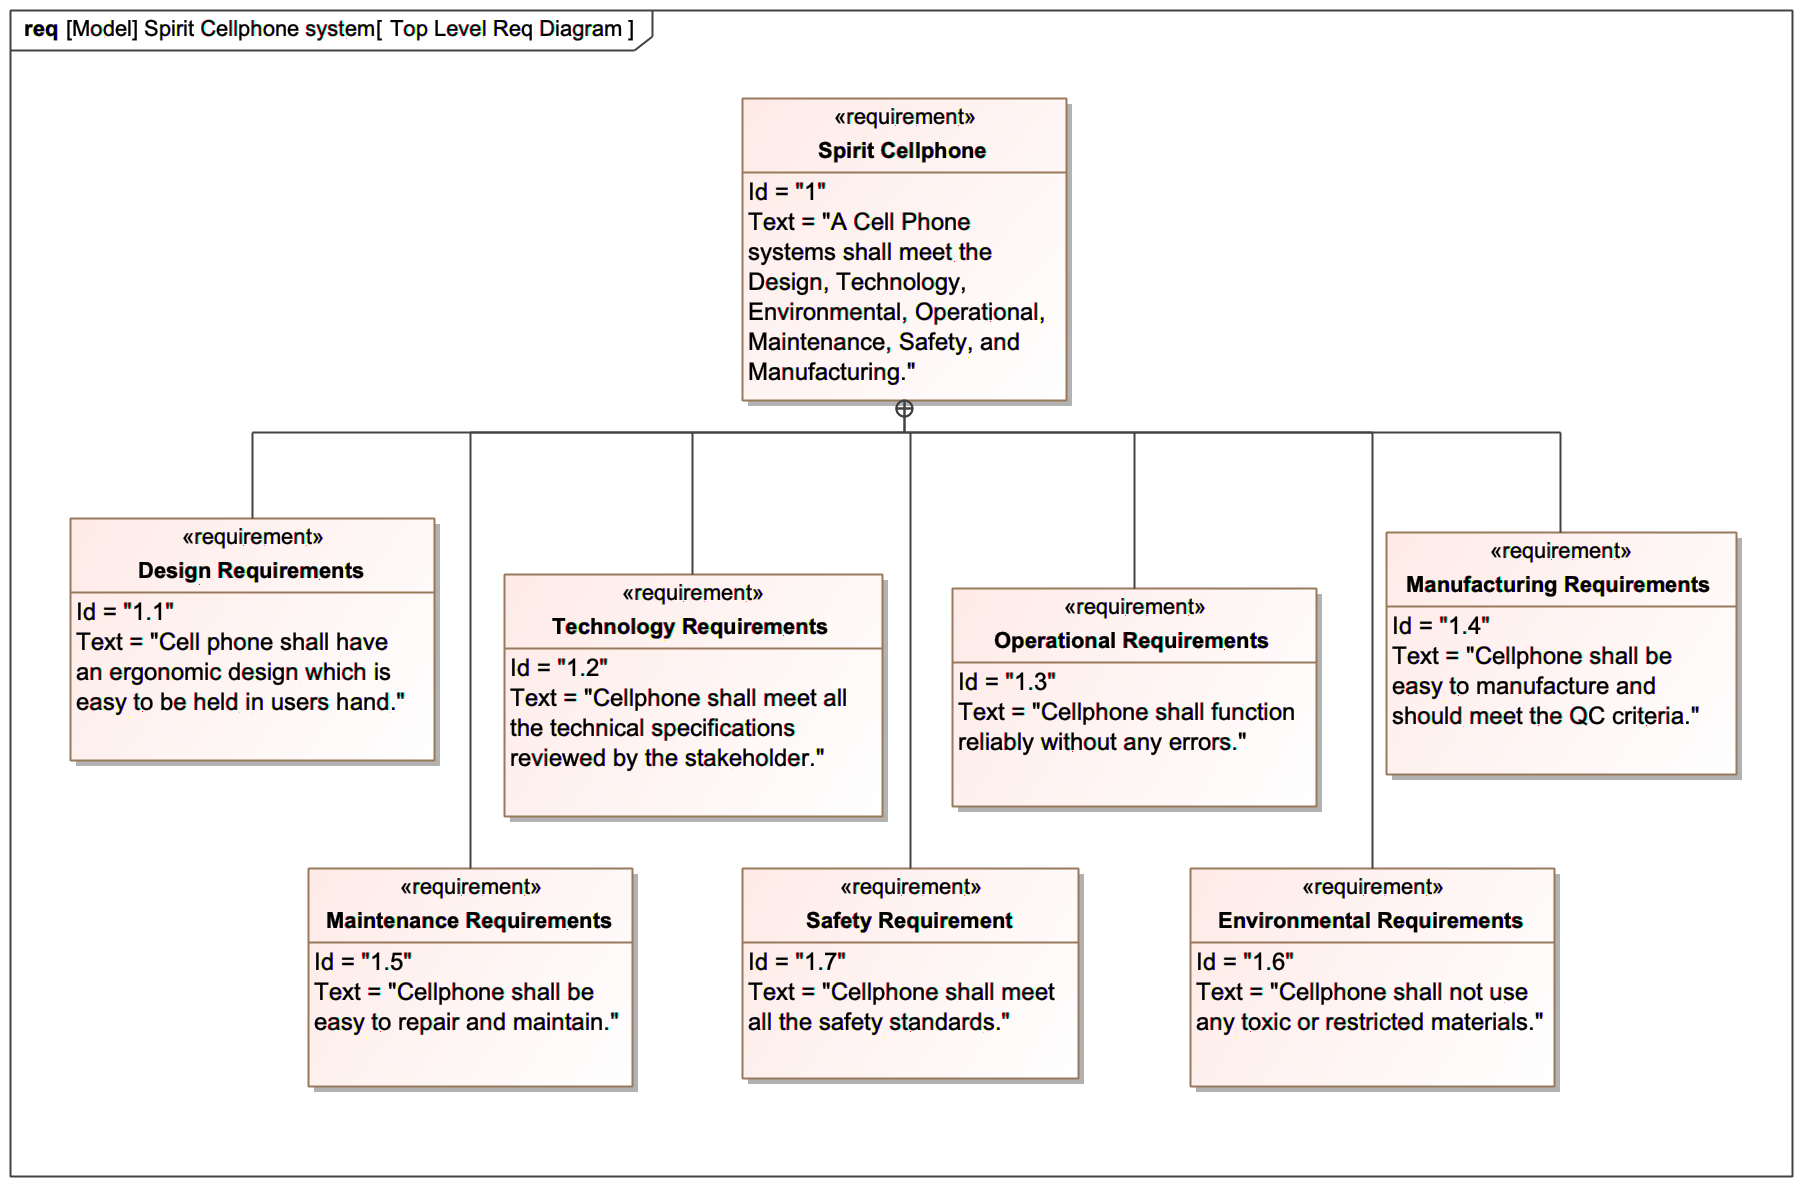 req [Model] Spirit Cellphone system[ Top Level Req Diagram ]
«requirement»
Spirit Cellphone
Id = "1"
Text = "A Cell Phone
systems shall meet the
Design, Technology,
Environmental, Operational,
Maintenance, Safety, and
Manufacturing."
«requirement»
Design Requirements
Id = "1.1"
Text = "Cell phone shall have
an ergonomic design which is
easy to be held in users hand."
«requirement»
Technology Requirements
Id = "1.2"
Text = "Cellphone shall meet all
the technical specifications
reviewed by the stakeholder."
«requirement»
Operational Requirements
Id = "1.3"
Text = "Cellphone shall function
reliably without any errors."
«requirement»
Manufacturing Requirements
Id = "1.4"
Text = "Cellphone shall be
easy to manufacture and
should meet the QC criteria."
«requirement»
Maintenance Requirements
Id = "1.5"
Text = "Cellphone shall be
easy to repair and maintain."
«requirement»
Safety Requirement
Id = "1.7"
Text = "Cellphone shall meet
all the safety standards."
«requirement»
Environmental Requirements
Id = "1.6"
Text = "Cellphone shall not use
any toxic or restricted materials."